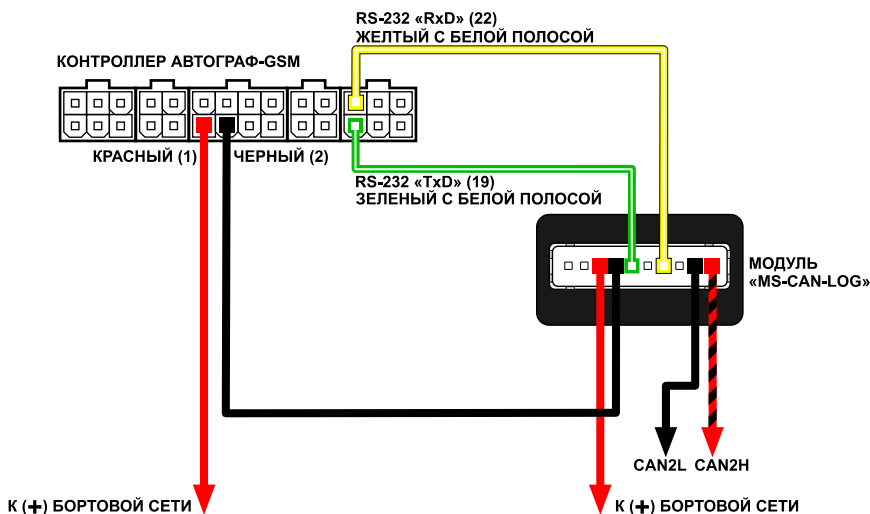 RS-232 «RxD» (22)
ЖЕЛТЫЙ С БЕЛОЙ ПОЛОСОЙ
КОНТРОЛЛЕР АВТОГРАФ-GSM
КРАСНЫЙ (1)
ЧЕРНЫЙ (2)
RS-232 «TxD» (19)
ЗЕЛЕНЫЙ С БЕЛОЙ ПОЛОСОЙ
МОДУЛЬ
«MS-CAN-LOG»
CAN2L
CAN2H
К (+) БОРТОВОЙ СЕТИ
К (+) БОРТОВОЙ СЕТИ